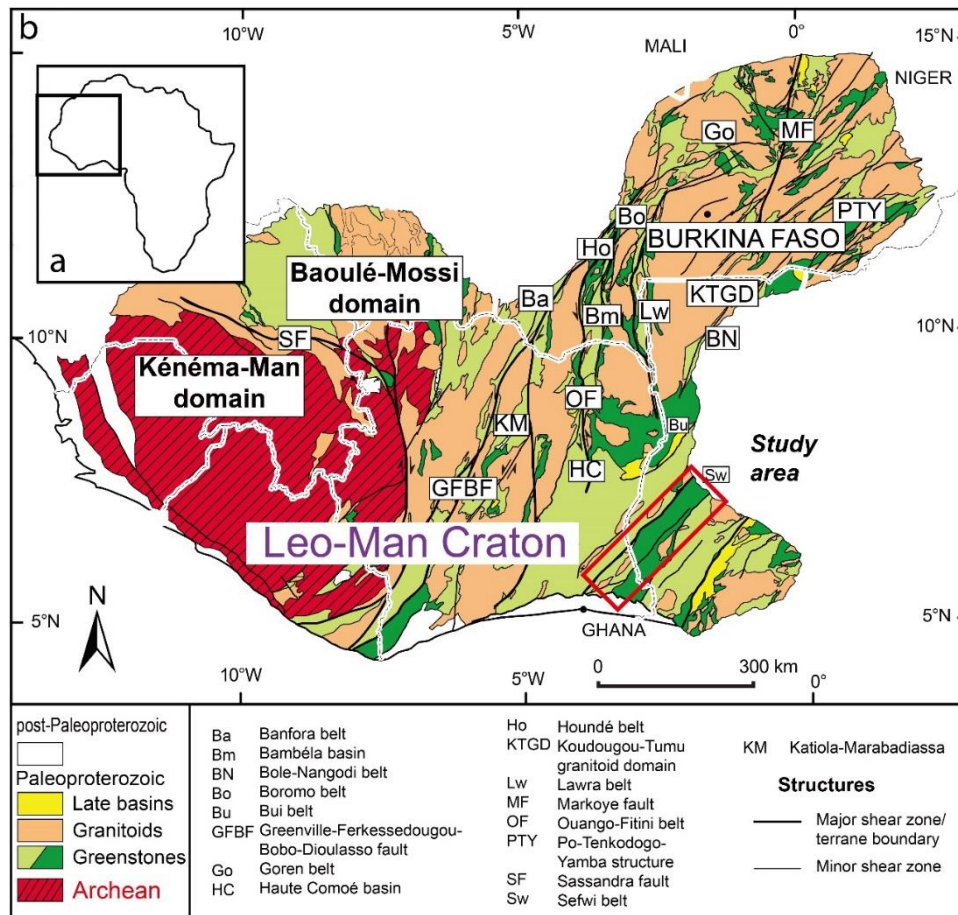 b
10°W
5°W
0°
15°N
MALI
NIGER
a
Go
MF
Bo
PTY
BURKINA FASO
Ho
Baoulé-Mossi
domain
Ba
KTGD
Bm
Lw
10°N
SF
BN
10°N
Kénéma-Man
domain
OF
KM
Bu
Study
area
HC
Sw
GFBF
Leo-Man Craton
N
5°N
GHANA
5°N
0
300 km
10°W
5°W
0°
post-Paleoproterozoic
Paleoproterozoic
Late basins
Granitoids
Greenstones
Archean
Ba Banfora belt
Bm Bambéla basin
BN Bole-Nangodi belt
Bo Boromo belt
Bu Bui belt
GFBF Greenville-Ferkessedougou-
Bobo-Dioulasso fault
Go Goren belt
HC Haute Comoé basin
Ho Houndé belt
KTGD Koudougou-Tumu
granitoid domain
Lw Lawra belt
MF Markoye fault
OF Ouango-Fitini belt
PTY Po-Tenkodogo-
Yamba structure
SF Sassandra fault
Sw Sefwi belt
KM Katiola-Marabadiassa
Structures
Major shear zone/
terrane boundary
Minor shear zone